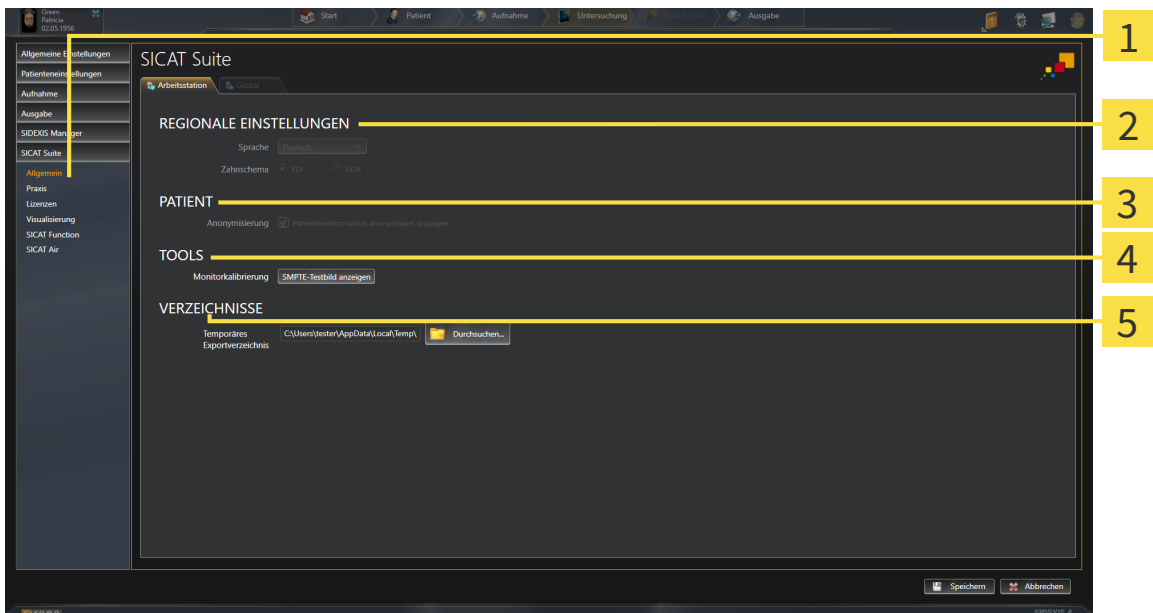 Green
Patricia
02.05.1956
Start
Patient
Aufnahme
Untersuchung
Ausgabe
1
Allgemeine Einstellungen
Patienteneinstellungen
Aufnahme
Ausgabe
SIDEXIS Manager
SICAT Suite
Allgemein
Praxis
Lizenzen
Visualisierung
SICAT Function
SICAT Air
SICAT Suite
Arbeitsstation
Global
REGIONALE EINSTELLUNGEN
2
Sprache
Deutsch
Zahnschema
FDI
ADA
PATIENT
3
Anonymisierung
Patienteninformation anonymisiert anzeigen
TOOLS
4
Monitorkalibrierung
SMPTE-Testbild anzeigen
VERZEICHNISSE
5
Temporäres
Exportverzeichnis
C:\Users\tester\AppData\Local\Temp\
Durchsuchen...
Speichern
Abbrechen
SIDEXIS 4